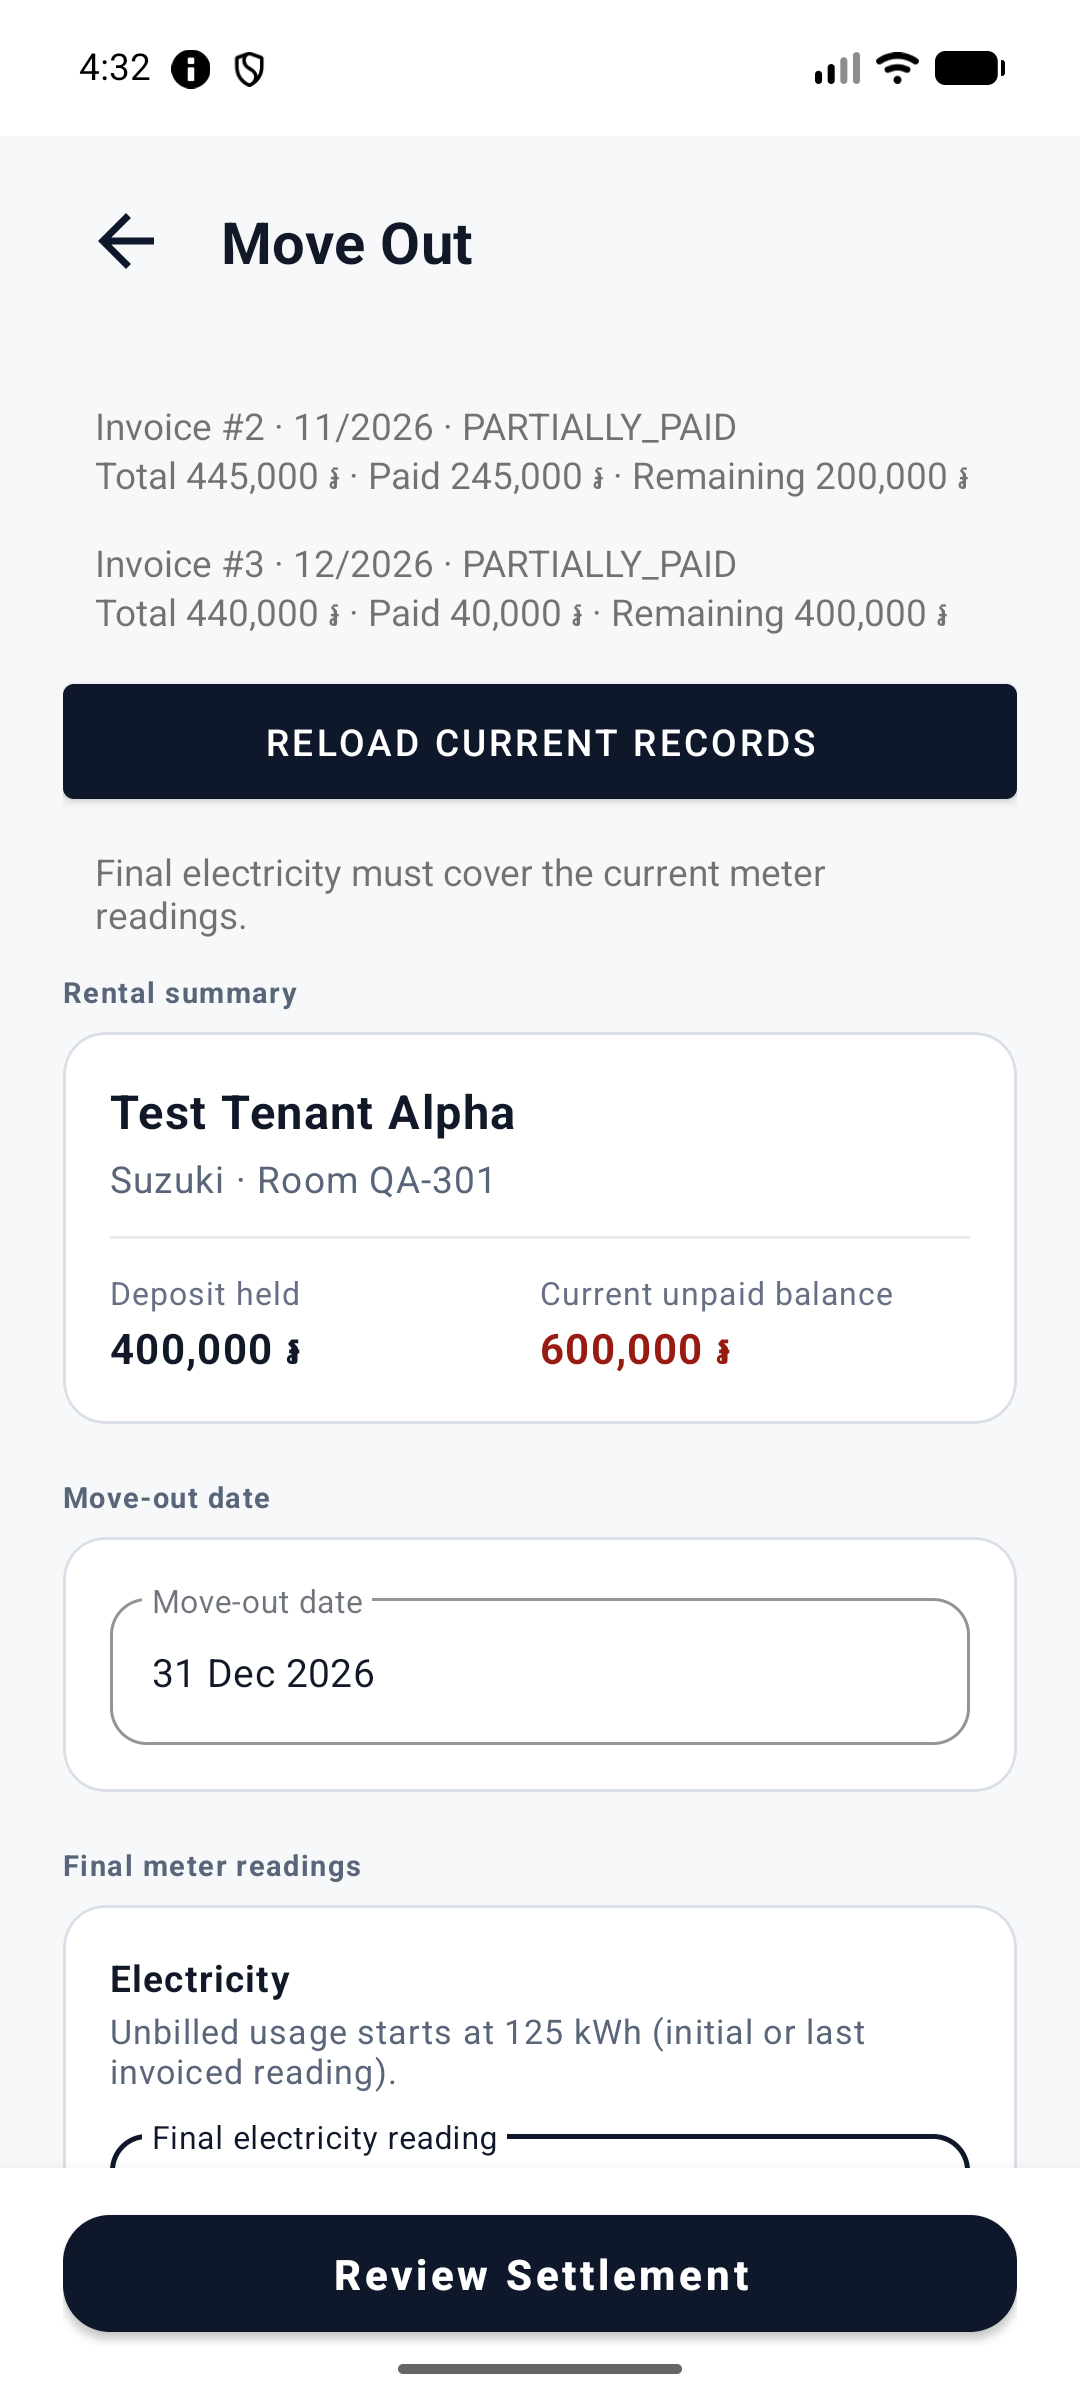 4:32
Move Out
Invoice #2 · 11/2026 · PARTIALLY_PAID
Total 445,000 ៛ · Paid 245,000 ៛ · Remaining 200,000 ៛
Invoice #3 · 12/2026 · PARTIALLY_PAID
Total 440,000 ៛ · Paid 40,000 ៛ · Remaining 400,000 ៛
RELOAD CURRENT RECORDS
Final electricity must cover the current meter
readings.
Rental summary
Test Tenant Alpha
Suzuki · Room QA-301
Deposit held
400,000 ៛
Current unpaid balance
600,000 ៛
Move-out date
Move-out date
31 Dec 2026
Final meter readings
Electricity
Unbilled usage starts at 125 kWh (initial or last
invoiced reading).
Final electricity reading
Review Settlement